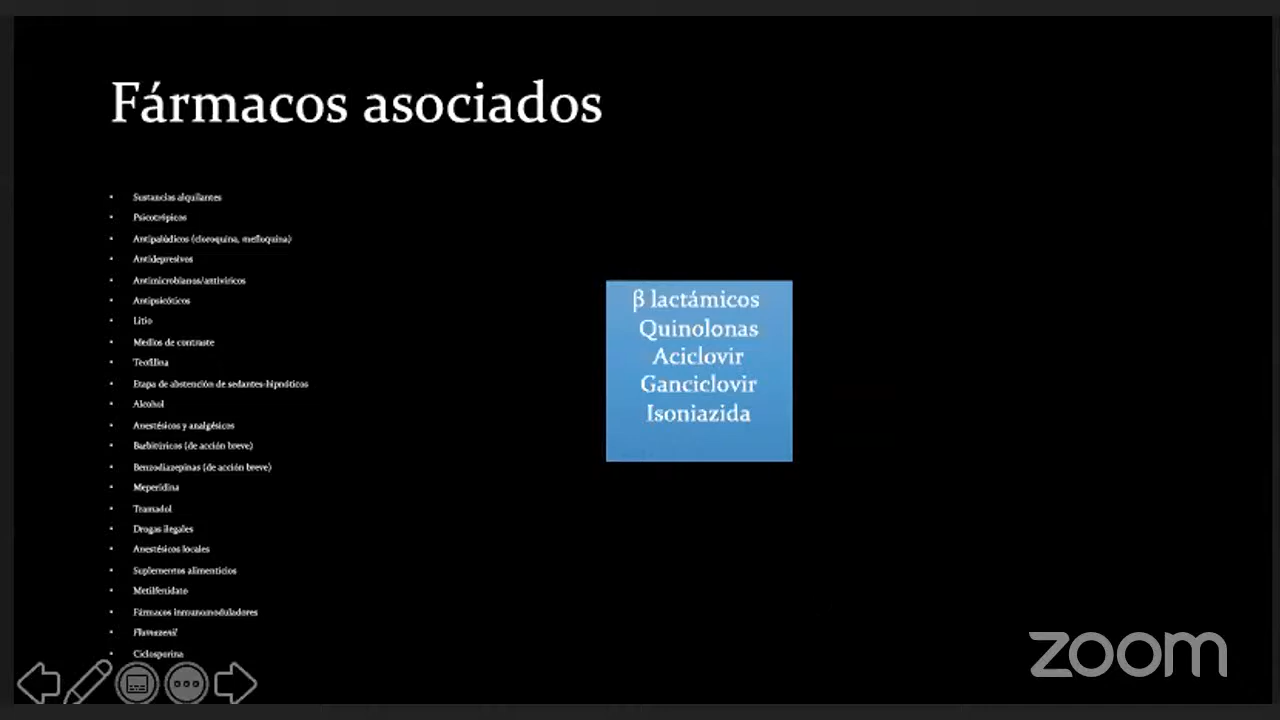 Fármacos asociados
• Sustancias alquilantes
• Psicotrópicos
• Antipalúdicos (cloroquina, mefloquina)
• Antidepresivos
• Antimicrobianos/antivíricos
• Antipsicóticos
• Litio
• Medios de contraste
• Teofilina
• Etapa de abstención de sedantes-hipnóticos
• Alcohol
• Anestésicos y analgésicos
• Barbitúricos (de acción breve)
• Benzodiazepinas (de acción breve)
• Meperidina
• Tramadol
• Drogas ilegales
• Anestésicos locales
• Suplementos alimenticios
• Metilfenidato
• Fármacos inmunomoduladores
• Flumazenil
• Ciclosporina
β lactámicos
Quinolonas
Aciclovir
Ganciclovir
Isoniazida
zoom